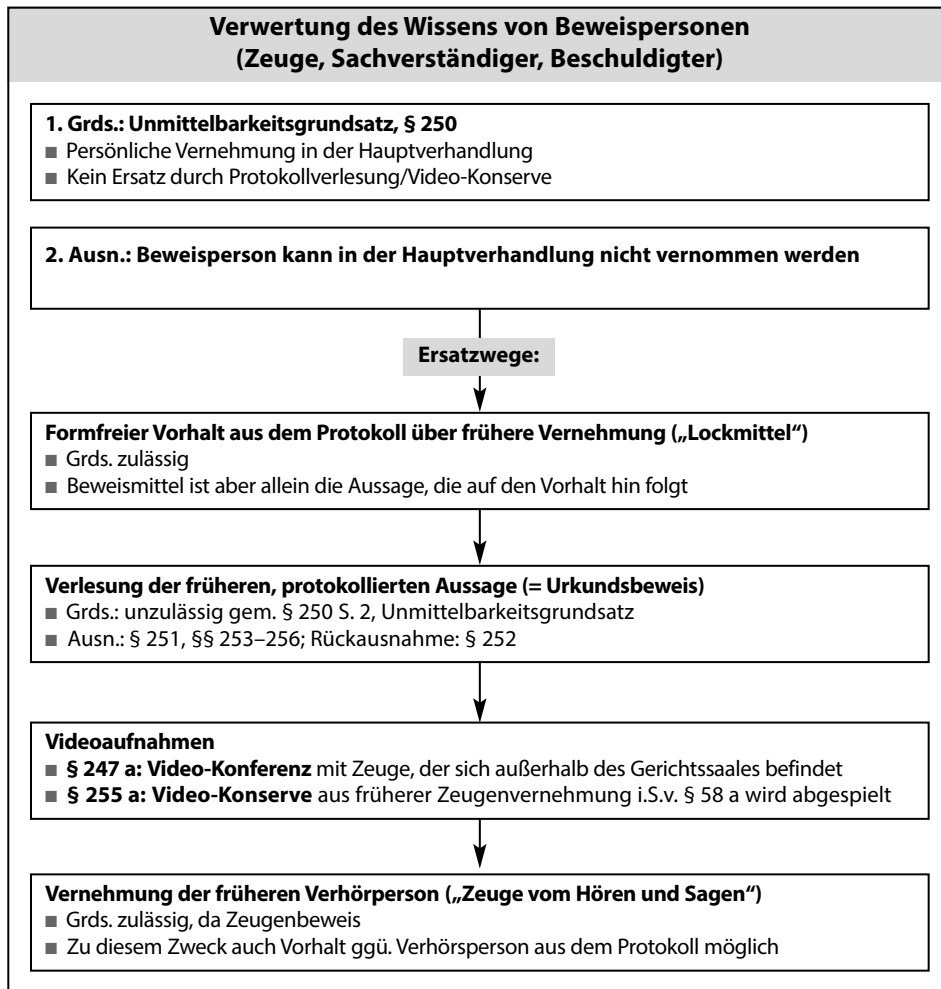 Verwertung des Wissens von Beweispersonen
(Zeuge, Sachverständiger, Beschuldigter)
1. Grds.: Unmittelbarkeitsgrundsatz, § 250
■ Persönliche Vernehmung in der Hauptverhandlung
■ Kein Ersatz durch Protokollverlesung/Video-Konserve
2. Ausn.: Beweisperson kann in der Hauptverhandlung nicht vernommen werden
Ersatzwege:
Formfreier Vorhalt aus dem Protokoll über frühere Vernehmung („Lockmittel“)
■ Grds. zulässig
■ Beweismittel ist aber allein die Aussage, die auf den Vorhalt hin folgt
Verlesung der früheren, protokollierten Aussage (= Urkundsbeweis)
■ Grds.: unzulässig gem. § 250 S. 2, Unmittelbarkeitsgrundsatz
■ Ausn.: § 251, §§ 253–256; Rückausnahme: § 252
Videoaufnahmen
■ § 247 a: Video-Konferenz mit Zeuge, der sich außerhalb des Gerichtssaales befindet
■ § 255 a: Video-Konserve aus früherer Zeugenvernehmung i.S.v. § 58 a wird abgespielt
Vernehmung der früheren Verhörperson („Zeuge vom Hören und Sagen“)
■ Grds. zulässig, da Zeugenbeweis
■ Zu diesem Zweck auch Vorhalt ggü. Verhörsperson aus dem Protokoll möglich